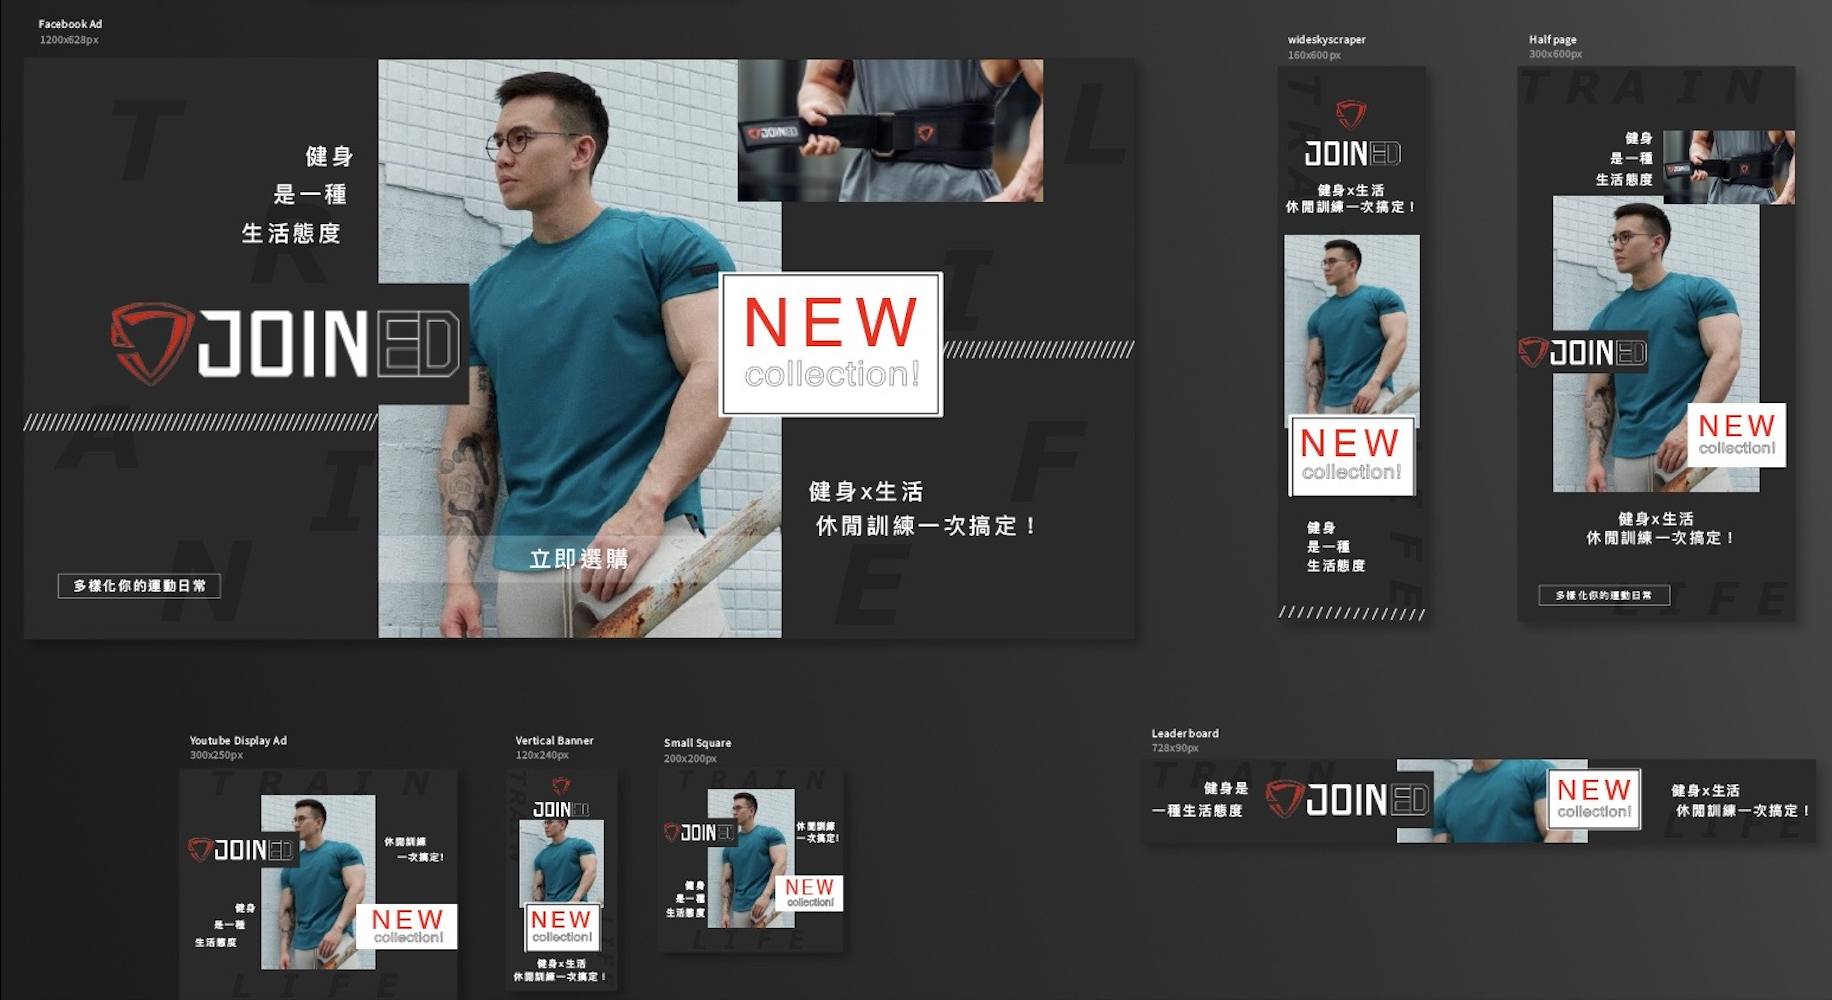 Facebook Ad
1200x628px
健身
是一種
生活態度
JOINED
JOINED
NEW
collection!
健身x生活
休閒訓練一次搞定！
立即選購
多樣化你的運動日常
T
R
A
I
N
L
I
F
E
wideskyscraper
160x600px
JOINED
健身x生活
休閒訓練一次搞定！
NEW
collection!
健身
是一種
生活態度
Half page
300x600px
TRAIN
健身
是一種
生活態度
JOINED
JOINED
NEW
collection!
健身x生活
休閒訓練一次搞定！
多樣化你的運動日常
LIFE
Youtube Display Ad
300x250px
TRAIN
JOINED
休閒訓練
一次搞定!
健身
是一種
生活態度
NEW
collection!
LIFE
Vertical Banner
120x240px
TRAIN
JOINED
NEW
collection!
LIFE
健身x生活
休閒訓練一次搞定！
Small Square
200x200px
TRAIN
JOINED
休閒訓練
一次搞定!
健身
是一種
生活態度
NEW
collection!
LIFE
Leaderboard
728x90px
TRAIN
健身是
一種生活態度
JOINED
NEW
collection!
健身x生活
休閒訓練一次搞定！
LIFE